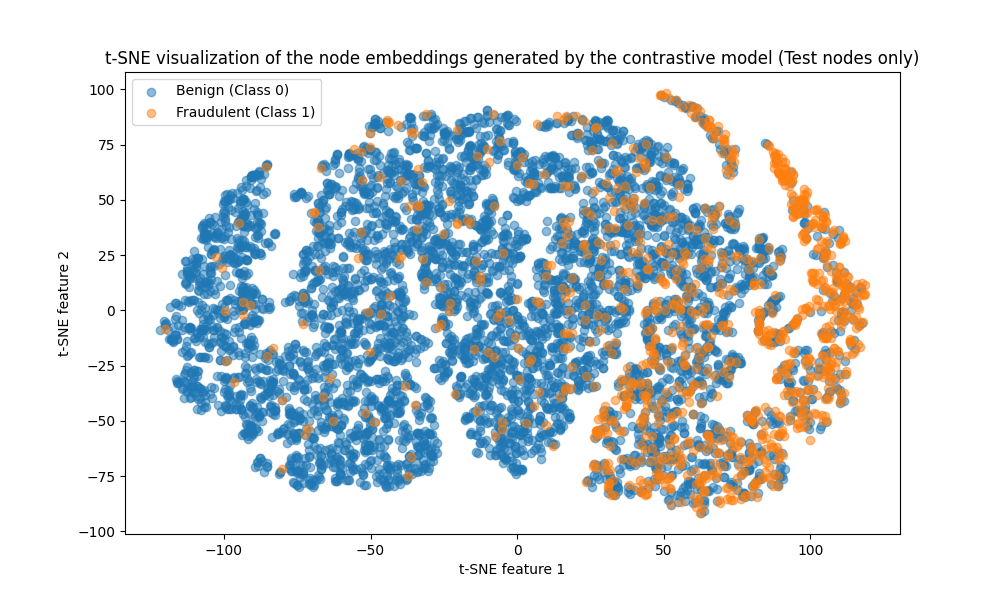 t-SNE visualization of the node embeddings generated by the contrastive model (Test nodes only)
Benign (Class 0)
Fraudulent (Class 1)
100
75
50
25
0
−25
−50
−75
−100
t-SNE feature 2
−100
−50
0
50
100
t-SNE feature 1